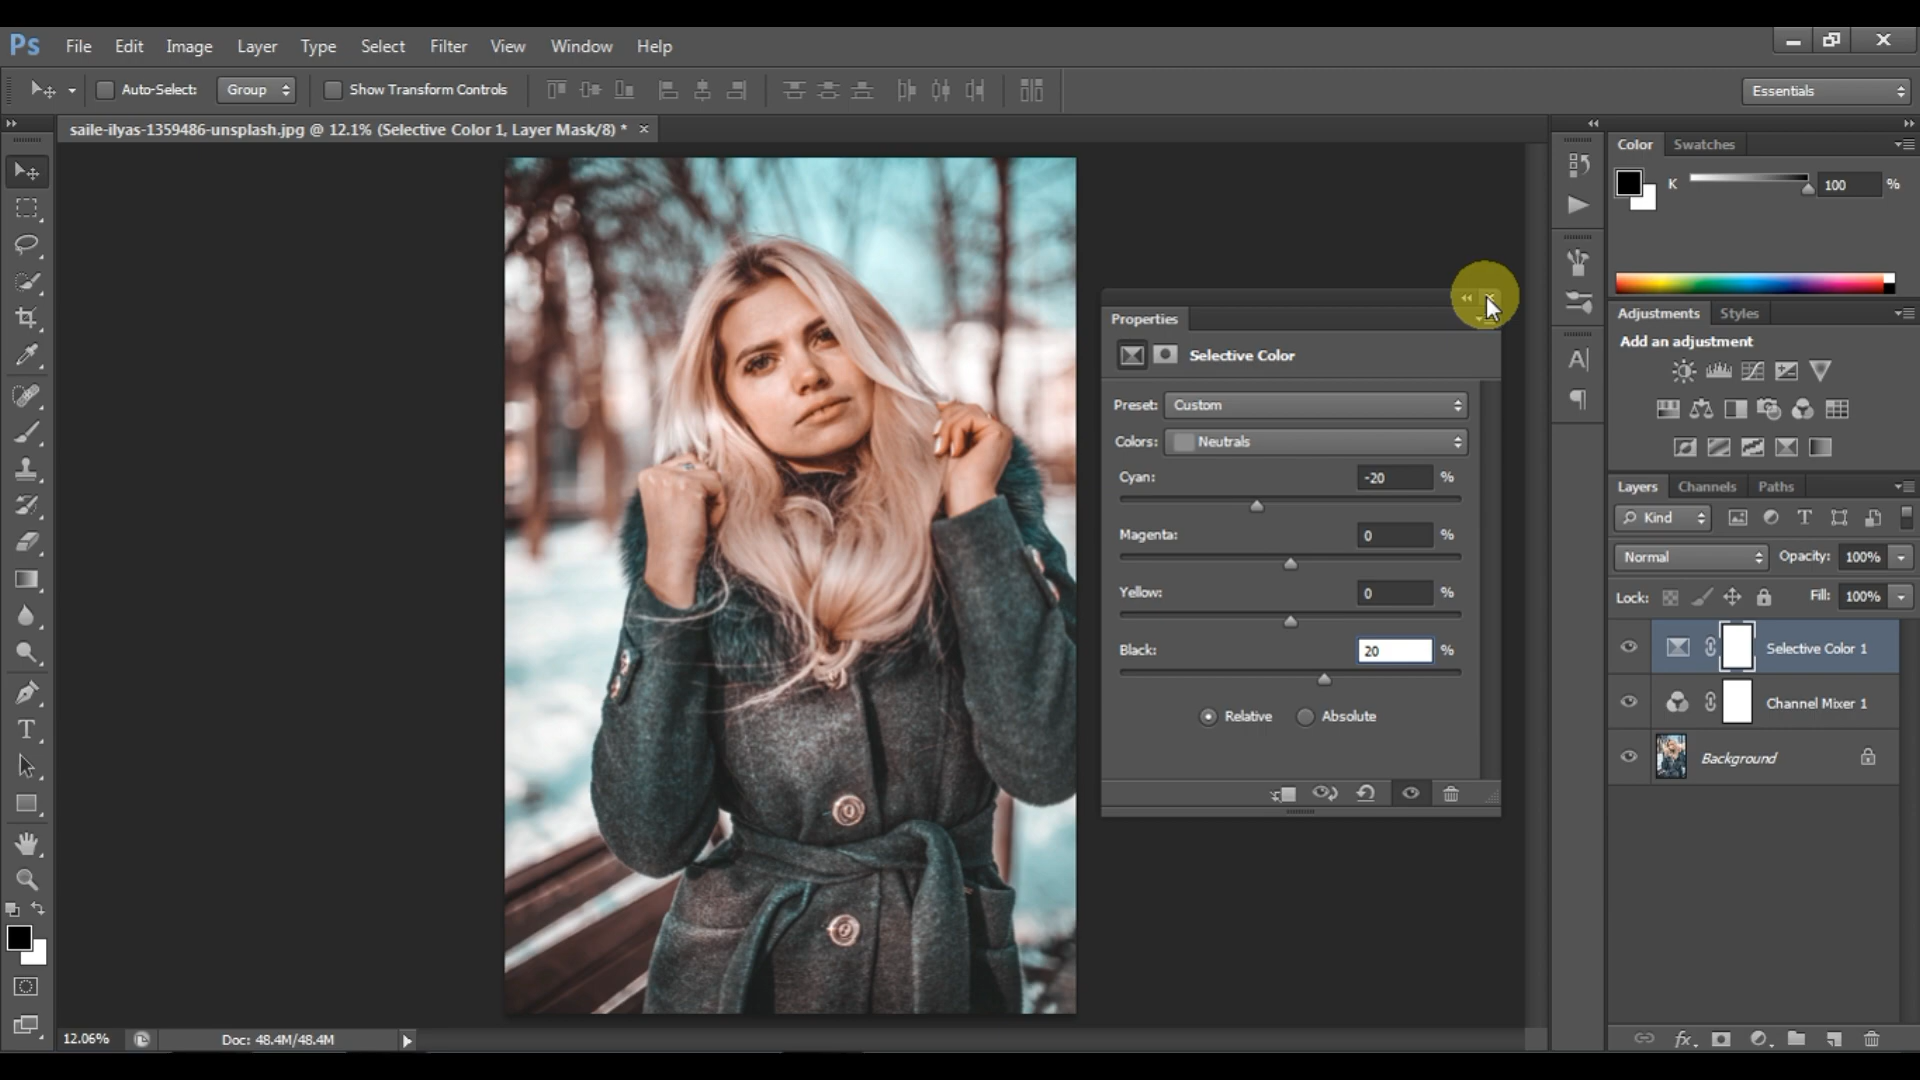 Ps File Edit Image Layer Type Select Filter View Window Help
Auto-Select: Group Show Transform Controls Essentials
saile-ilyas-1359486-unsplash.jpg @ 12.1% (Selective Color 1, Layer Mask/8) * ×
Color Swatches
K 100 %
Adjustments Styles
Add an adjustment
Properties
Selective Color
Preset: Custom
Colors: Neutrals
Cyan: -20 %
Magenta: 0 %
Yellow: 0 %
Black: 20 %
Relative Absolute
Layers Channels Paths
Kind
Normal Opacity: 100%
Lock: Fill: 100%
Selective Color 1
Channel Mixer 1
Background
12.06% Doc: 48.4M/48.4M